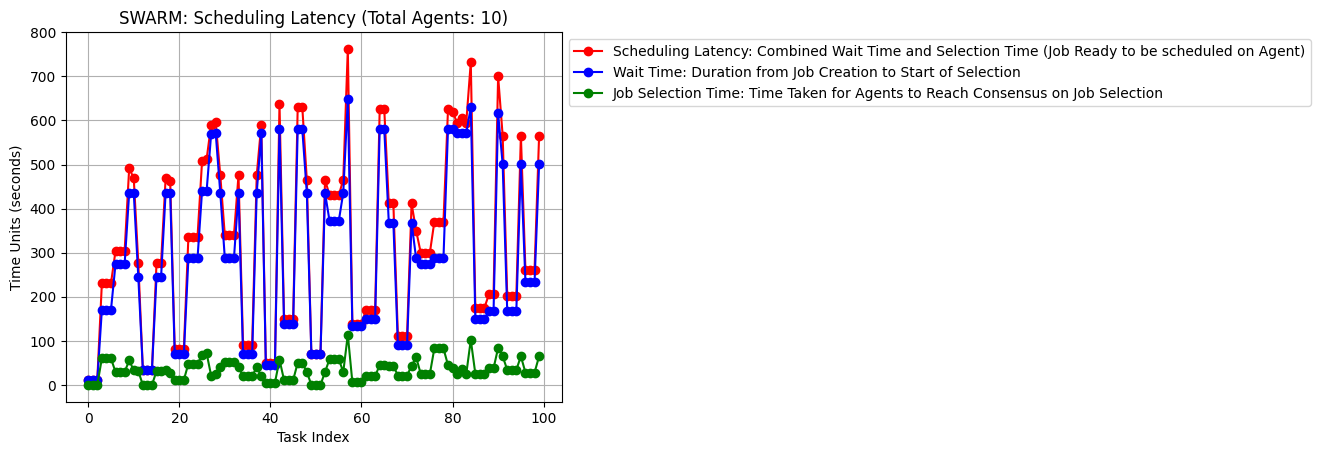 SWARM: Scheduling Latency (Total Agents: 10)
Scheduling Latency: Combined Wait Time and Selection Time (Job Ready to be scheduled on Agent)
Wait Time: Duration from Job Creation to Start of Selection
Job Selection Time: Time Taken for Agents to Reach Consensus on Job Selection
Time Units (seconds)
800
700
600
500
400
300
200
100
0
0 20 40 60 80 100
Task Index